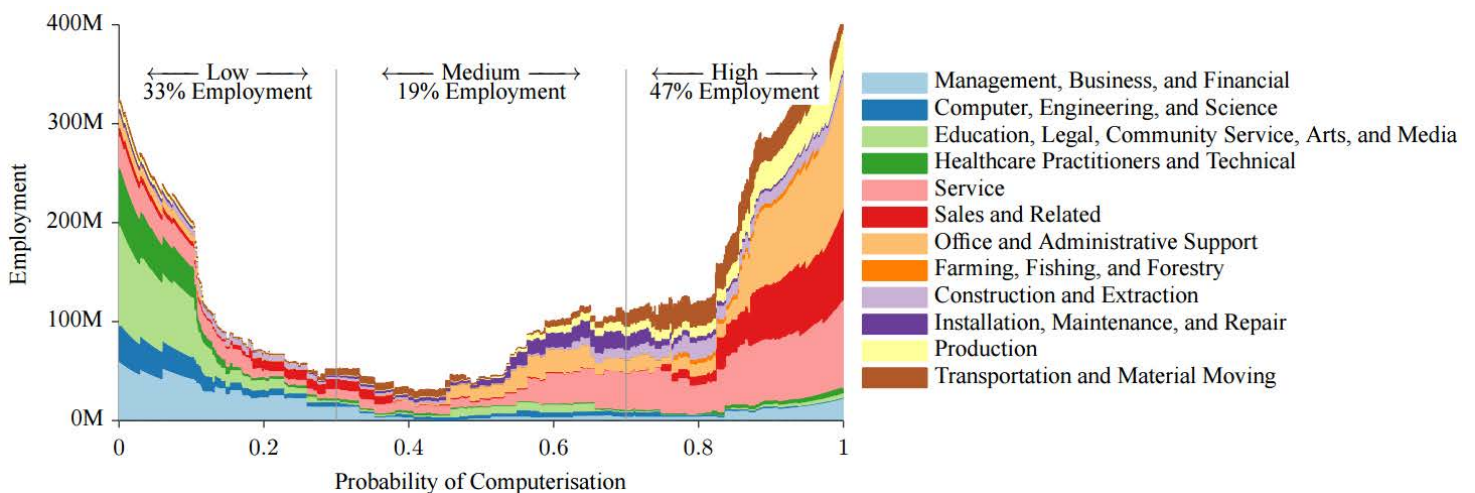 400M
300M
200M
100M
0M
Employment
⟵ Low ⟶
33% Employment
⟵ Medium ⟶
19% Employment
⟵ High ⟶
47% Employment
0
0.2
0.4
0.6
0.8
1
Probability of Computerisation
Management, Business, and Financial
Computer, Engineering, and Science
Education, Legal, Community Service, Arts, and Media
Healthcare Practitioners and Technical
Service
Sales and Related
Office and Administrative Support
Farming, Fishing, and Forestry
Construction and Extraction
Installation, Maintenance, and Repair
Production
Transportation and Material Moving